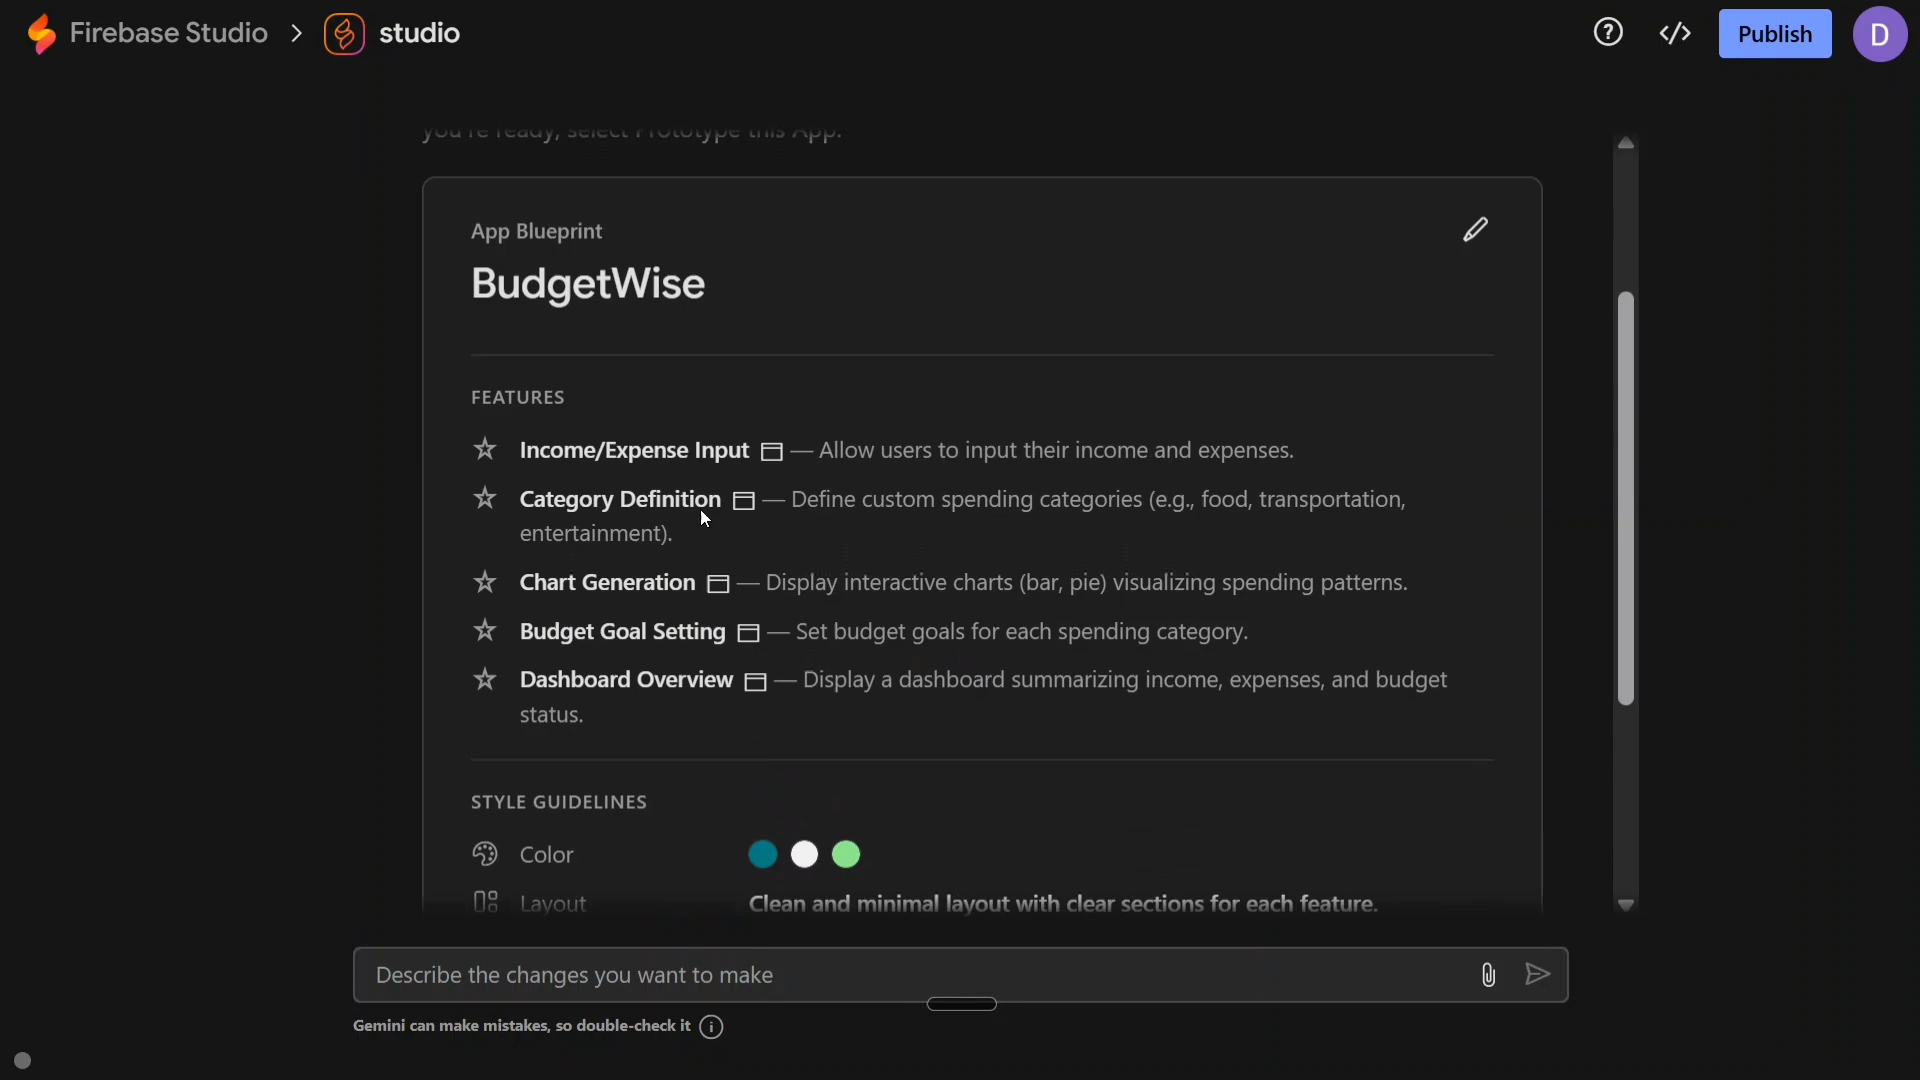 Firebase Studio
studio
Publish
D
you're ready, select Prototype this App.
App Blueprint
BudgetWise
FEATURES
Income/Expense Input — Allow users to input their income and expenses.
Category Definition — Define custom spending categories (e.g., food, transportation,
entertainment).
Chart Generation — Display interactive charts (bar, pie) visualizing spending patterns.
Budget Goal Setting — Set budget goals for each spending category.
Dashboard Overview — Display a dashboard summarizing income, expenses, and budget
status.
STYLE GUIDELINES
Color
Layout Clean and minimal layout with clear sections for each feature.
Describe the changes you want to make
Gemini can make mistakes, so double-check it